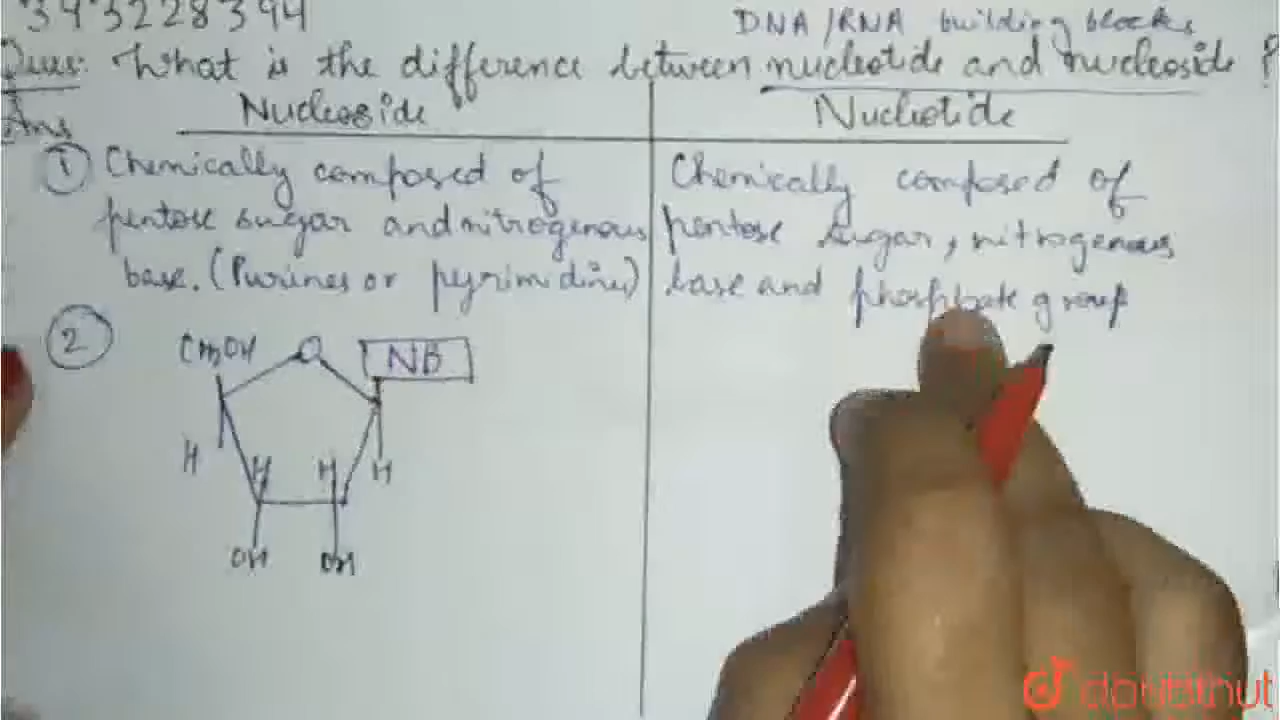 343228394
DNA/RNA building blocks
Ques: What is the difference between nucleotide and nucleoside ?
Ans
Nucleoside
Nucleotide
① Chemically composed of
pentose sugar and nitrogenous
base. (Purines or pyrimidines)
Chemically composed of
pentose sugar, nitrogenous
base and phosphate group
②
CH2OH O NB
H H H H
OH OH
doubtnut